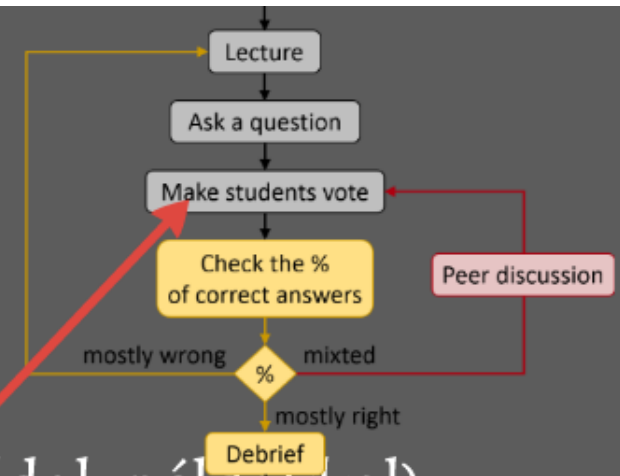 Lecture
Ask a question
Make students vote
Check the %
of correct answers
Peer discussion
mostly wrong
%
mixted
mostly right
Debrief